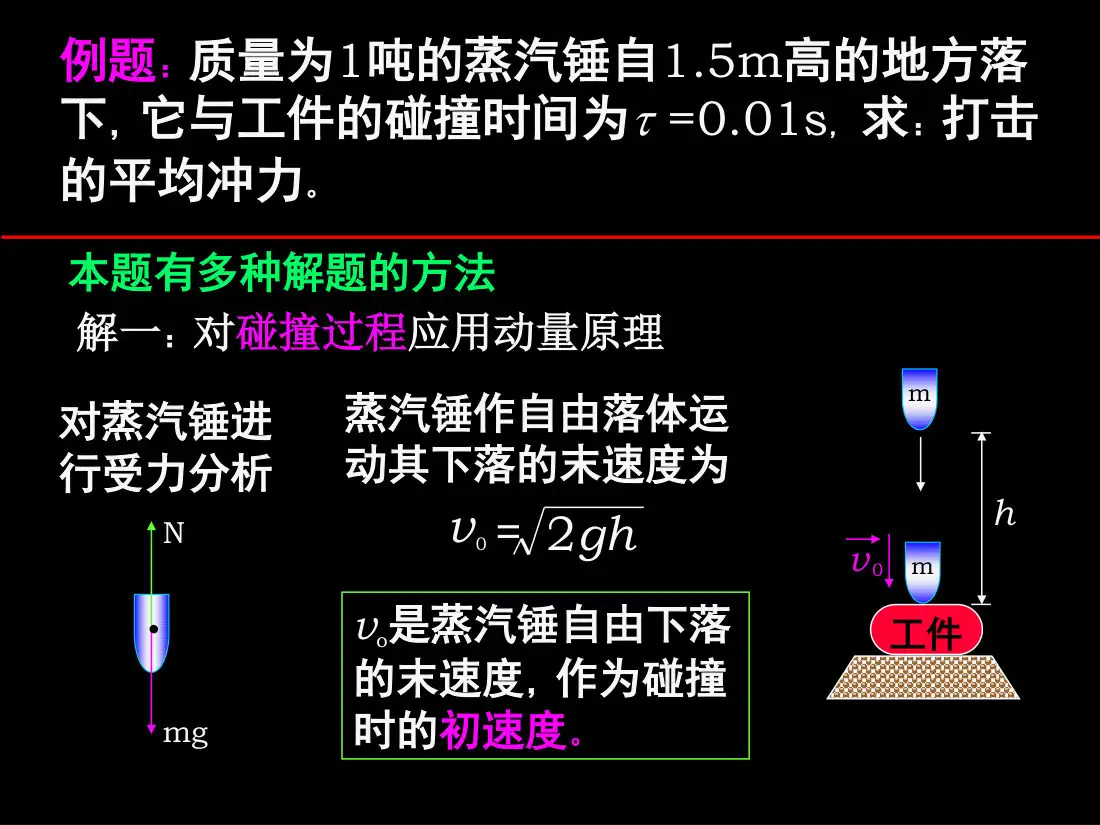 例题：质量为1吨的蒸汽锤自1.5m高的地方落
下，它与工件的碰撞时间为τ=0.01s，求：打击
的平均冲力。
本题有多种解题的方法
解一：对碰撞过程应用动量原理
对蒸汽锤进
行受力分析
N
mg
蒸汽锤作自由落体运
动其下落的末速度为
υ₀=√2gh
υₒ是蒸汽锤自由下落
的末速度，作为碰撞
时的初速度。
m
h
υ₀
m
工件